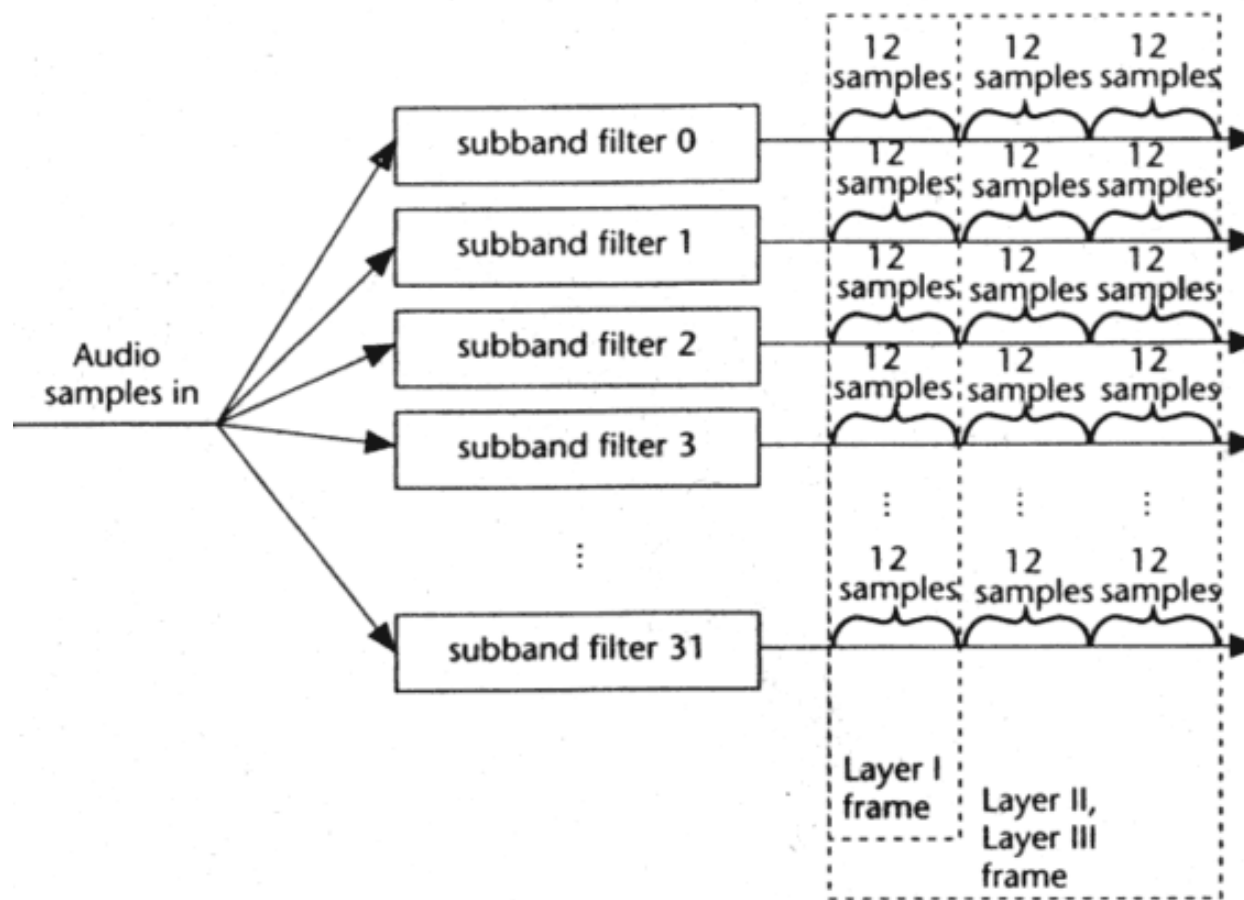 12 12 12
samples samples samples
subband filter 0
12 12 12
samples samples samples
subband filter 1
12 12 12
samples samples samples
Audio
samples in
subband filter 2
12 12 12
samples samples samples
subband filter 3
⋮ ⋮ ⋮
⋮
12 12 12
samples samples samples
subband filter 31
Layer I
frame
Layer II,
Layer III
frame